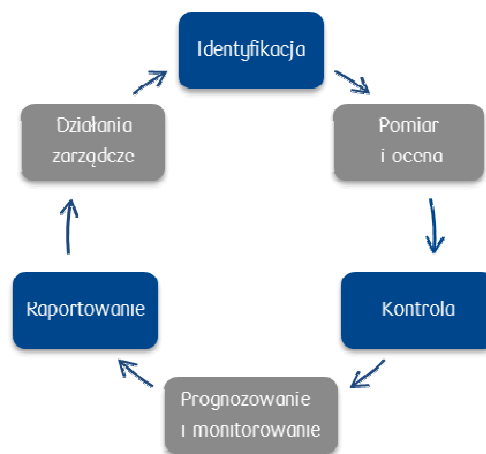 Identyfikacja
Pomiar
i ocena
Kontrola
Prognozowanie
i monitorowanie
Raportowanie
Działania
zarządcze